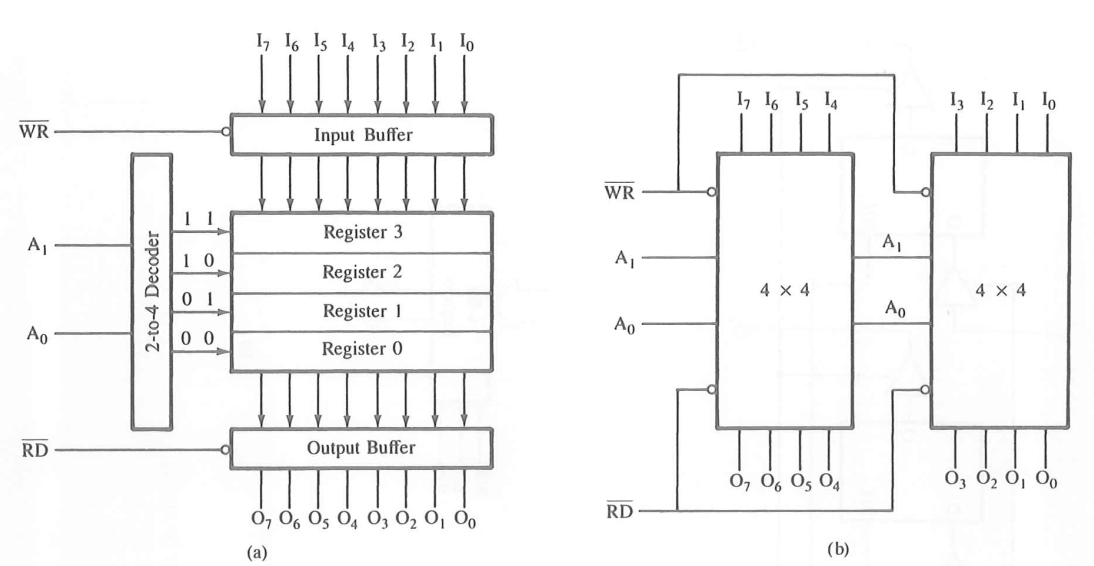 I7 I6 I5 I4 I3 I2 I1 I0
WR
Input Buffer
2-to-4 Decoder
A1
A0
1 1
1 0
0 1
0 0
Register 3
Register 2
Register 1
Register 0
RD
Output Buffer
O7 O6 O5 O4 O3 O2 O1 O0
(a)
I7 I6 I5 I4
I3 I2 I1 I0
WR
A1
A0
4 × 4
A1
A0
4 × 4
O7 O6 O5 O4
O3 O2 O1 O0
RD
(b)